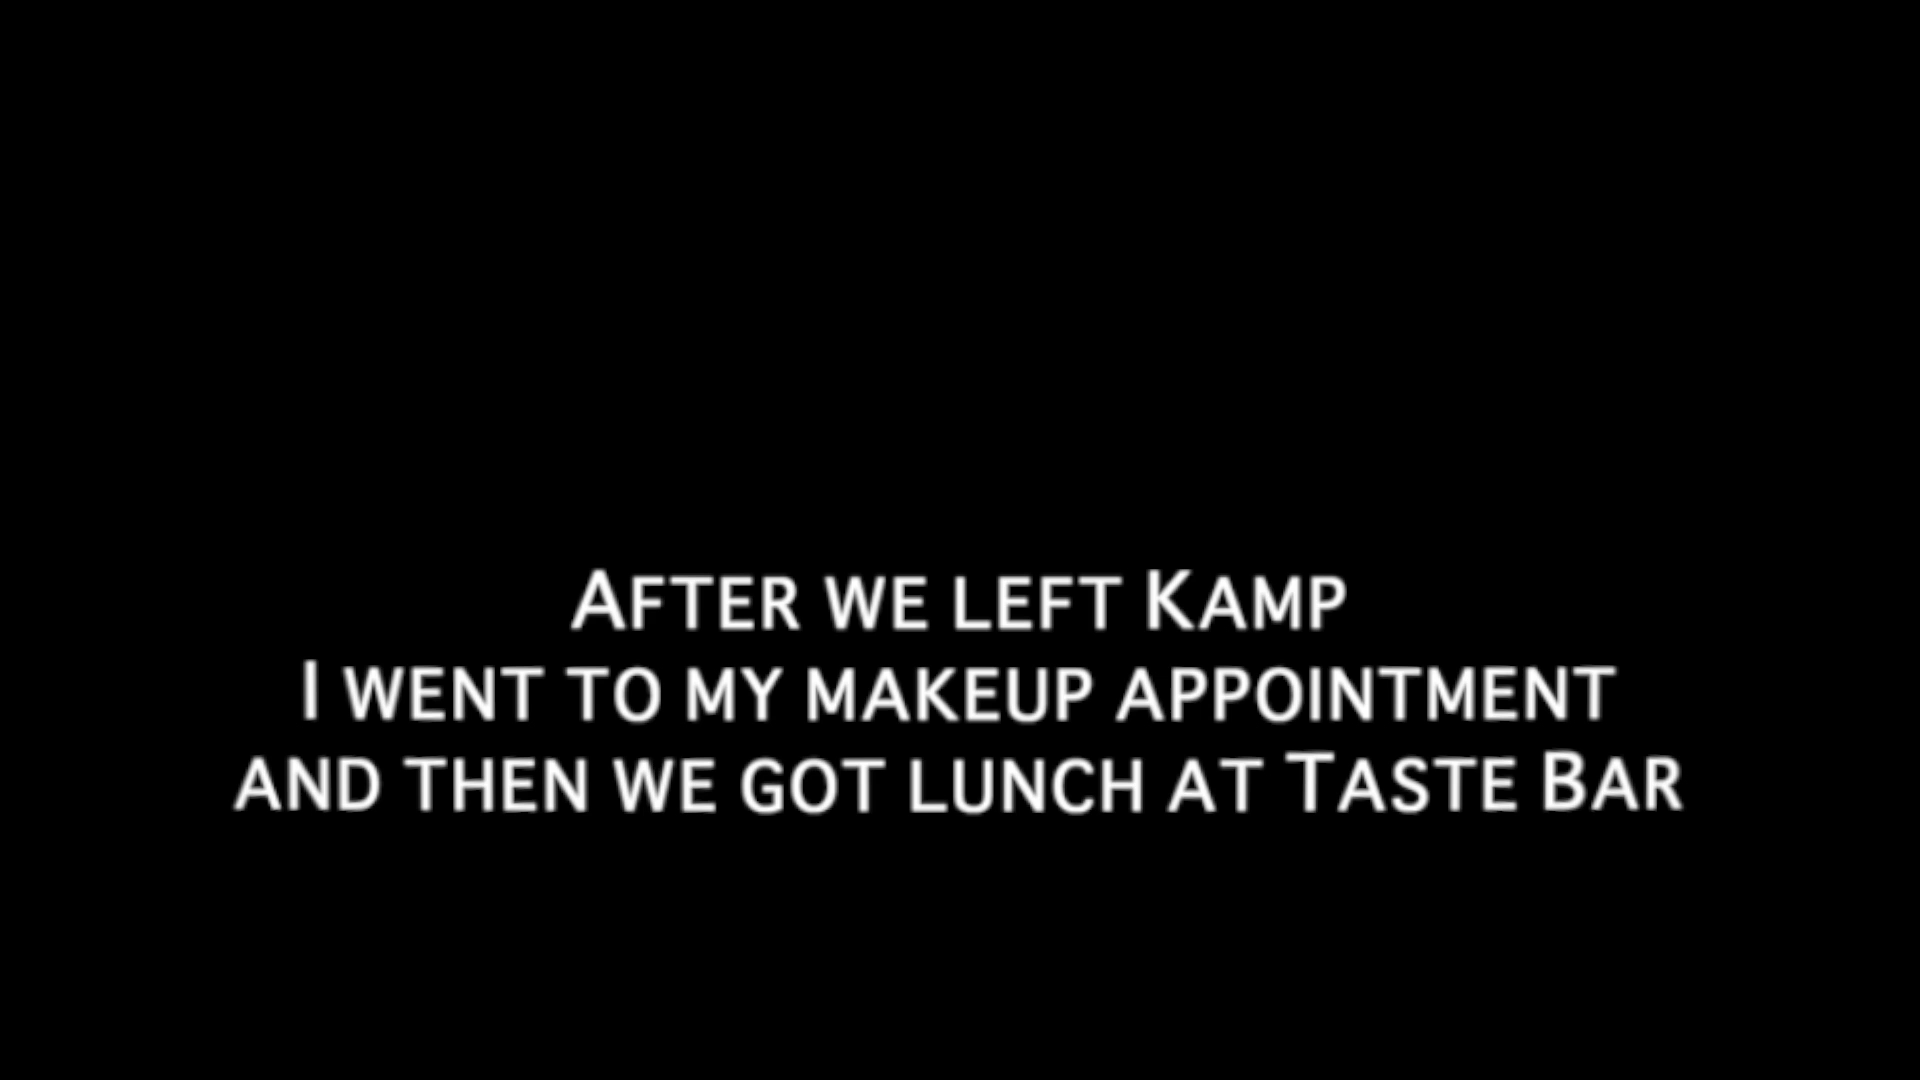 After we left Kamp
I went to my makeup appointment
and then we got lunch at Taste Bar